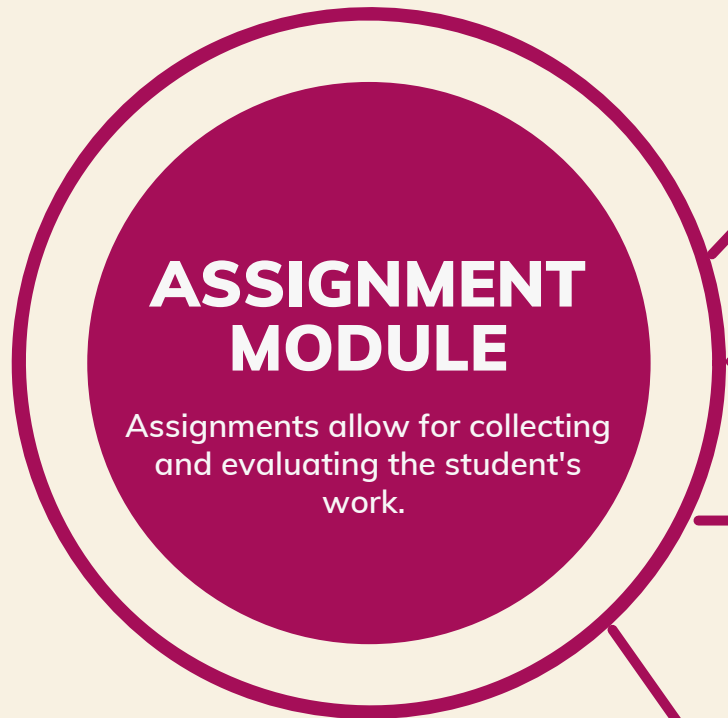 ASSIGNMENT
MODULE
Assignments allow for collecting
and evaluating the student's
work.